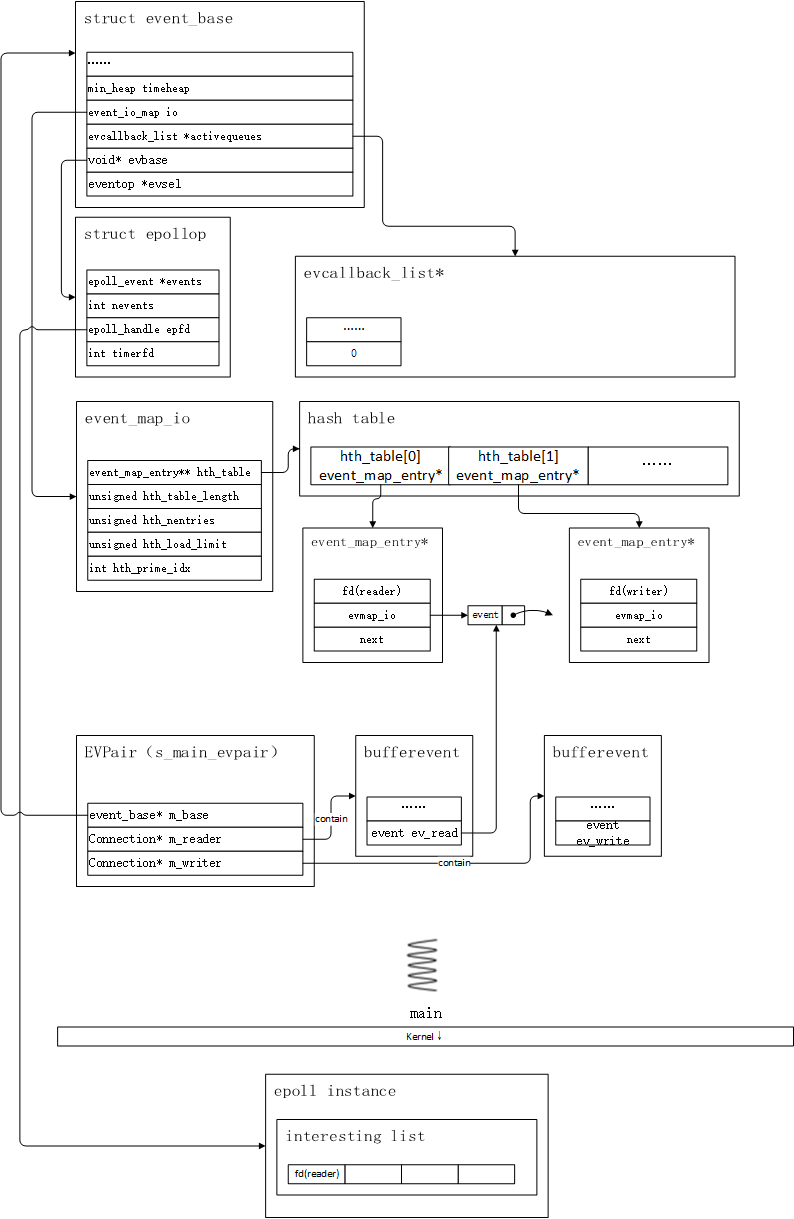 struct event_base
······
min_heap timeheap
event_io_map io
evcallback_list *activequeues
void* evbase
eventop *evsel
struct epollop
epoll_event *events
int nevents
epoll_handle epfd
int timerfd
evcallback_list*
······
0
event_map_io
event_map_entry** hth_table
unsigned hth_table_length
unsigned hth_nentries
unsigned hth_load_limit
int hth_prime_idx
hash table
hth_table[0]
event_map_entry*
hth_table[1]
event_map_entry*
······
event_map_entry*
fd(reader)
evmap_io
next
event
event_map_entry*
fd(writer)
evmap_io
next
EVPair（s_main_evpair）
event_base* m_base
Connection* m_reader
Connection* m_writer
contain
contain
bufferevent
······
event ev_read
bufferevent
······
event
ev_write
main
Kernel↓
epoll instance
interesting list
fd(reader)